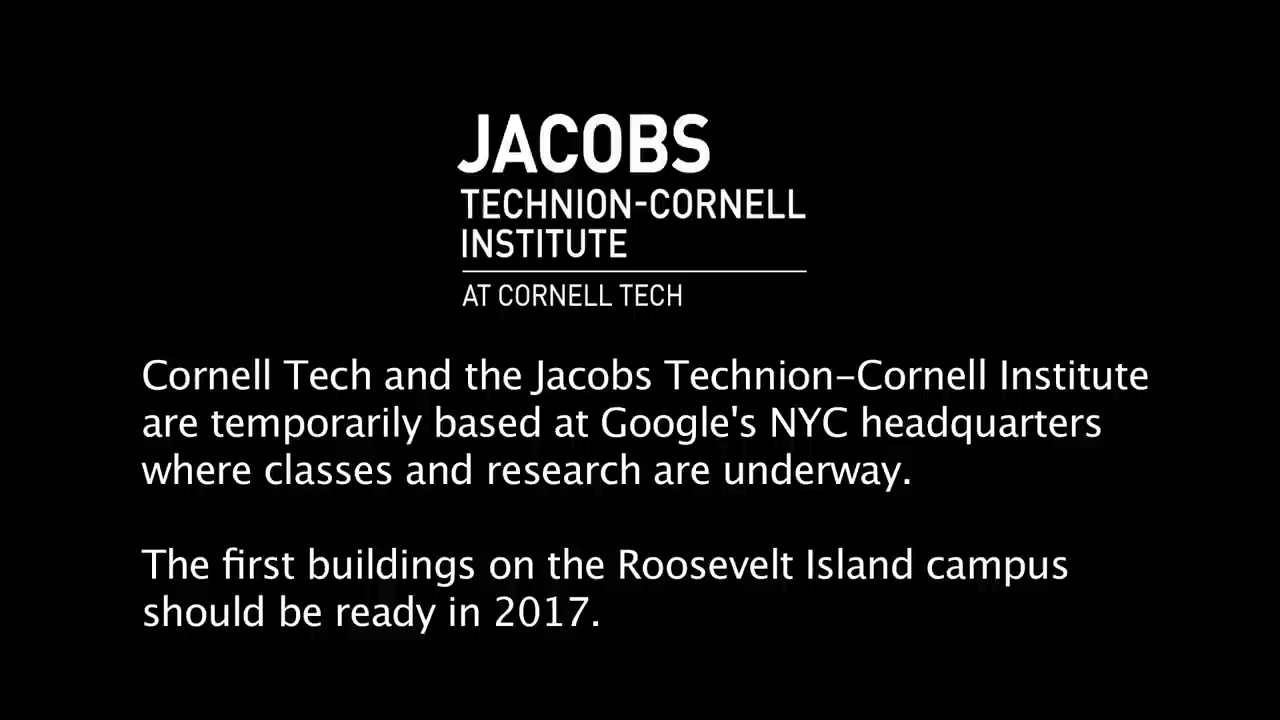 JACOBS
TECHNION-CORNELL
INSTITUTE
AT CORNELL TECH
Cornell Tech and the Jacobs Technion-Cornell Institute
are temporarily based at Google's NYC headquarters
where classes and research are underway.
The first buildings on the Roosevelt Island campus
should be ready in 2017.